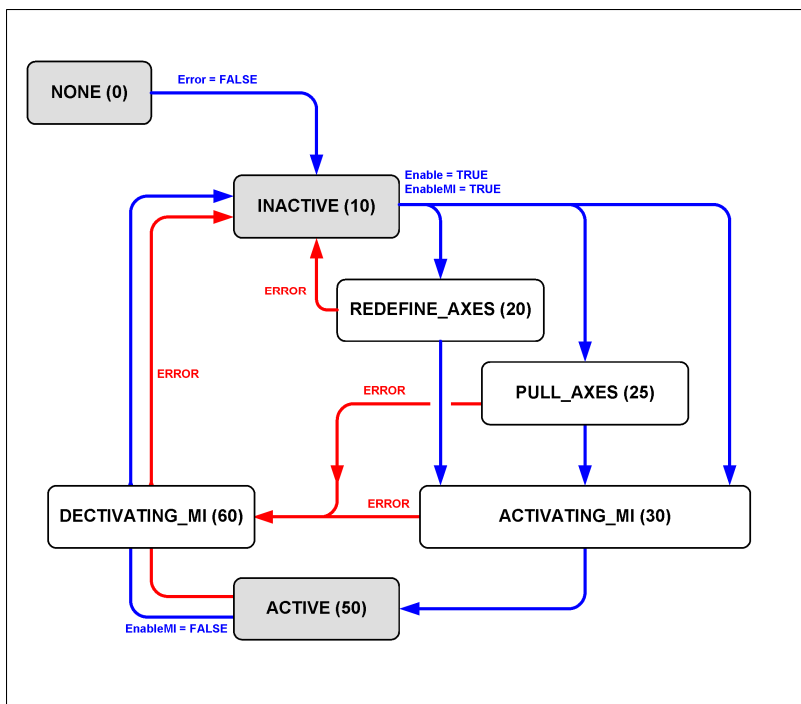 NONE (0)
Error = FALSE
INACTIVE (10)
Enable = TRUE
EnableMI = TRUE
ERROR
REDEFINE_AXES (20)
ERROR
ERROR
PULL_AXES (25)
DECTIVATING_MI (60)
ERROR
ACTIVATING_MI (30)
ACTIVE (50)
EnableMI = FALSE